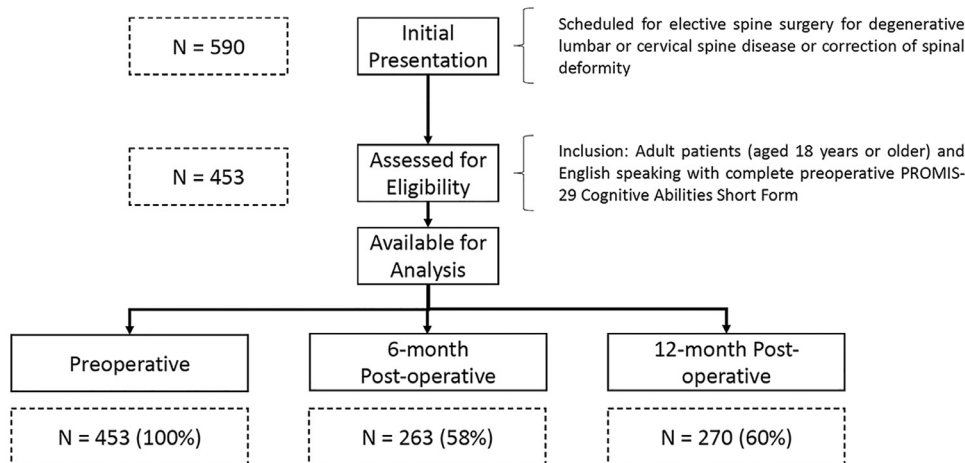 N = 590
Initial
Presentation
Scheduled for elective spine surgery for degenerative
lumbar or cervical spine disease or correction of spinal
deformity
N = 453
Assessed for
Eligibility
Inclusion: Adult patients (aged 18 years or older) and
English speaking with complete preoperative PROMIS-
29 Cognitive Abilities Short Form
Available for
Analysis
Preoperative
6-month
Post-operative
12-month Post-
operative
N = 453 (100%)
N = 263 (58%)
N = 270 (60%)